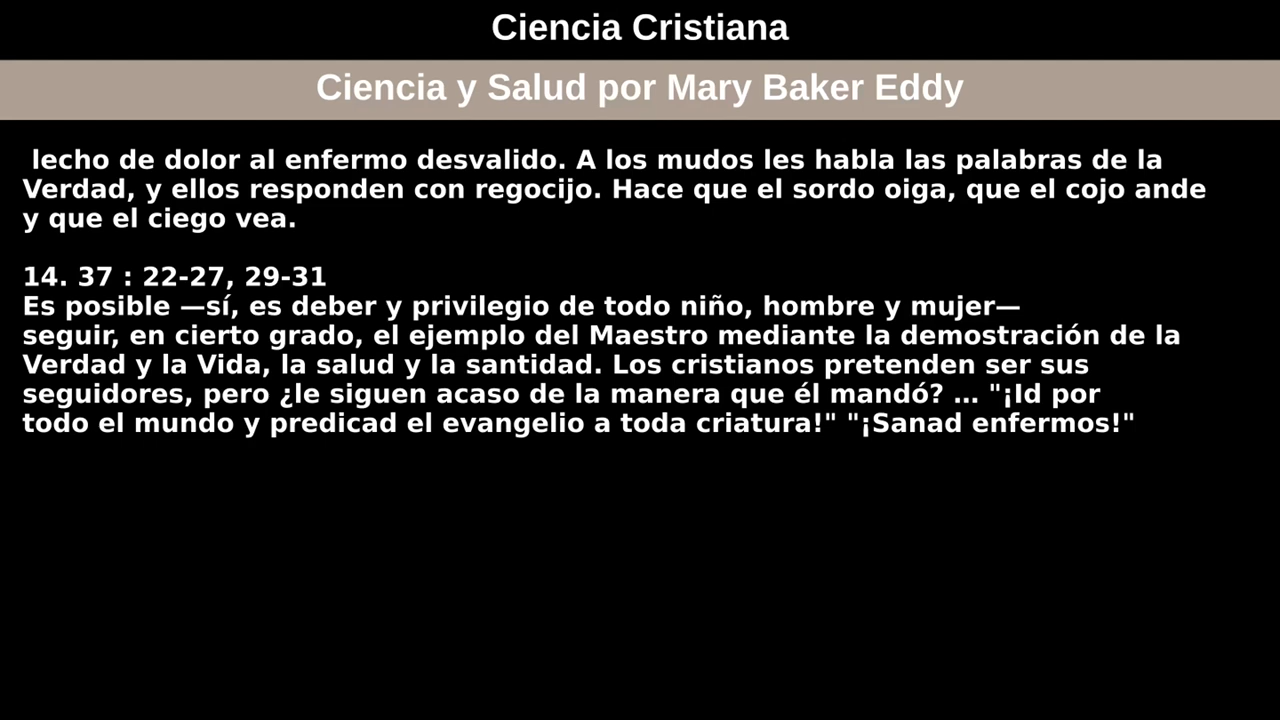 Ciencia Cristiana
Ciencia y Salud por Mary Baker Eddy
lecho de dolor al enfermo desvalido. A los mudos les habla las palabras de la
Verdad, y ellos responden con regocijo. Hace que el sordo oiga, que el cojo ande
y que el ciego vea.
14. 37 : 22-27, 29-31
Es posible —sí, es deber y privilegio de todo niño, hombre y mujer—
seguir, en cierto grado, el ejemplo del Maestro mediante la demostración de la
Verdad y la Vida, la salud y la santidad. Los cristianos pretenden ser sus
seguidores, pero ¿le siguen acaso de la manera que él mandó? … "¡Id por
todo el mundo y predicad el evangelio a toda criatura!" "¡Sanad enfermos!"